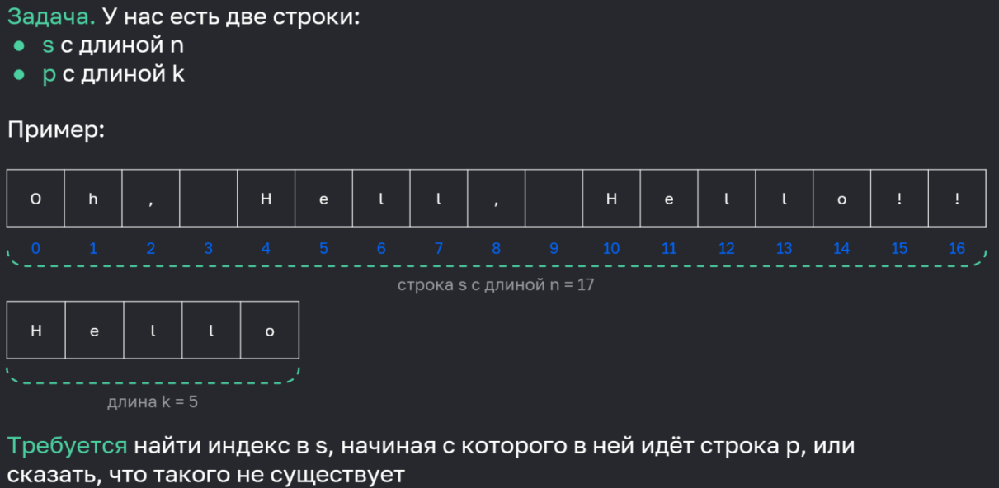 Задача. У нас есть две строки:
● s с длиной n
● p с длиной k
Пример:
O h , H e l l , H e l l o ! !
0 1 2 3 4 5 6 7 8 9 10 11 12 13 14 15 16
строка s с длиной n = 17
H e l l o
длина k = 5
Требуется найти индекс в s, начиная с которого в ней идёт строка p, или
сказать, что такого не существует